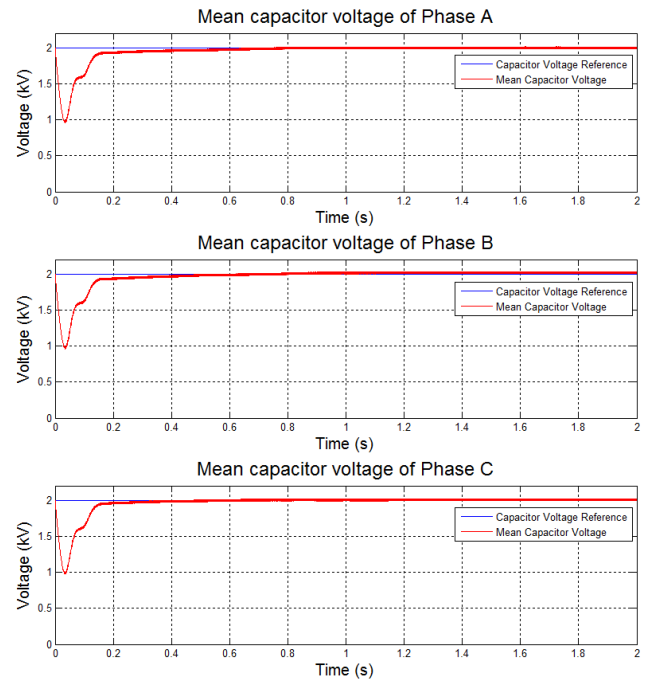 Mean capacitor voltage of Phase A
Voltage (kV)
2
1.5
1
0.5
0
Capacitor Voltage Reference
Mean Capacitor Voltage
0 0.2 0.4 0.6 0.8 1 1.2 1.4 1.6 1.8 2
Time (s)
Mean capacitor voltage of Phase B
Voltage (kV)
2
1.5
1
0.5
0
Capacitor Voltage Reference
Mean Capacitor Voltage
0 0.2 0.4 0.6 0.8 1 1.2 1.4 1.6 1.8 2
Time (s)
Mean capacitor voltage of Phase C
Voltage (kV)
2
1.5
1
0.5
0
Capacitor Voltage Reference
Mean Capacitor Voltage
0 0.2 0.4 0.6 0.8 1 1.2 1.4 1.6 1.8 2
Time (s)